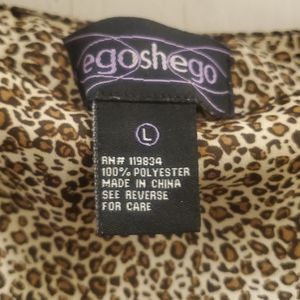 egoshego
L
RN# 119834
100% POLYESTER
MADE IN CHINA
SEE REVERSE
FOR CARE